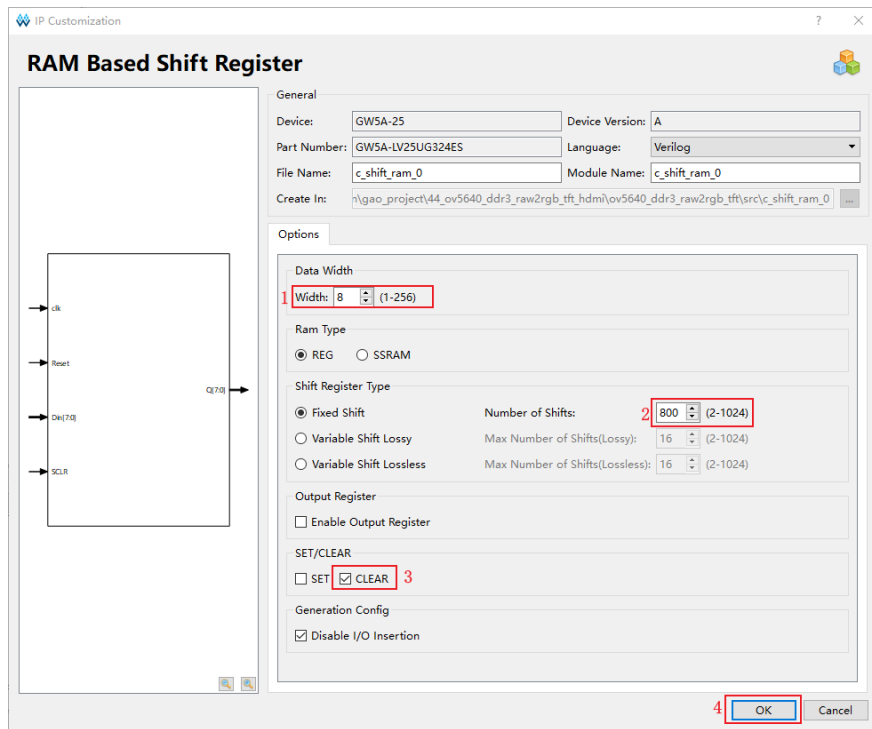 IP Customization
RAM Based Shift Register
General
Device: GW5A-25 Device Version: A
Part Number: GW5A-LV25UG324ES Language: Verilog
File Name: c_shift_ram_0 Module Name: c_shift_ram_0
Create In: ı\gao_project\44_ov5640_ddr3_raw2rgb_tft_hdmi\ov5640_ddr3_raw2rgb_tft\src\c_shift_ram_0 ...
Options
Data Width
1 Width: 8 (1-256)
Ram Type
REG SSRAM
Shift Register Type
Fixed Shift Number of Shifts: 2 800 (2-1024)
Variable Shift Lossy Max Number of Shifts(Lossy): 16 (2-1024)
Variable Shift Lossless Max Number of Shifts(Lossless): 16 (2-1024)
Output Register
Enable Output Register
SET/CLEAR
SET CLEAR 3
Generation Config
Disable I/O Insertion
clk
Reset
Q[7:0]
Din[7:0]
SCLR
4 OK Cancel